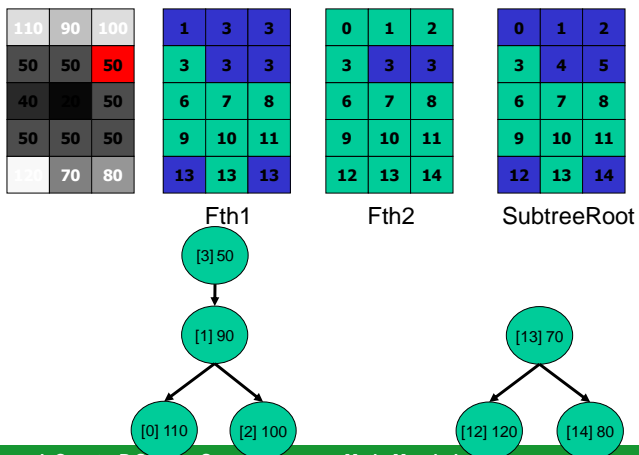 110 90 100 1 3 3 0 1 2 0 1 2
50 50 50 3 3 3 3 3 3 3 4 5
40 20 50 6 7 8 6 7 8 6 7 8
50 50 50 9 10 11 9 10 11 9 10 11
120 70 80 13 13 13 12 13 14 12 13 14
Fth1 Fth2 SubtreeRoot
[3] 50
[1] 90 [13] 70
[0] 110 [2] 100 [12] 120 [14] 80